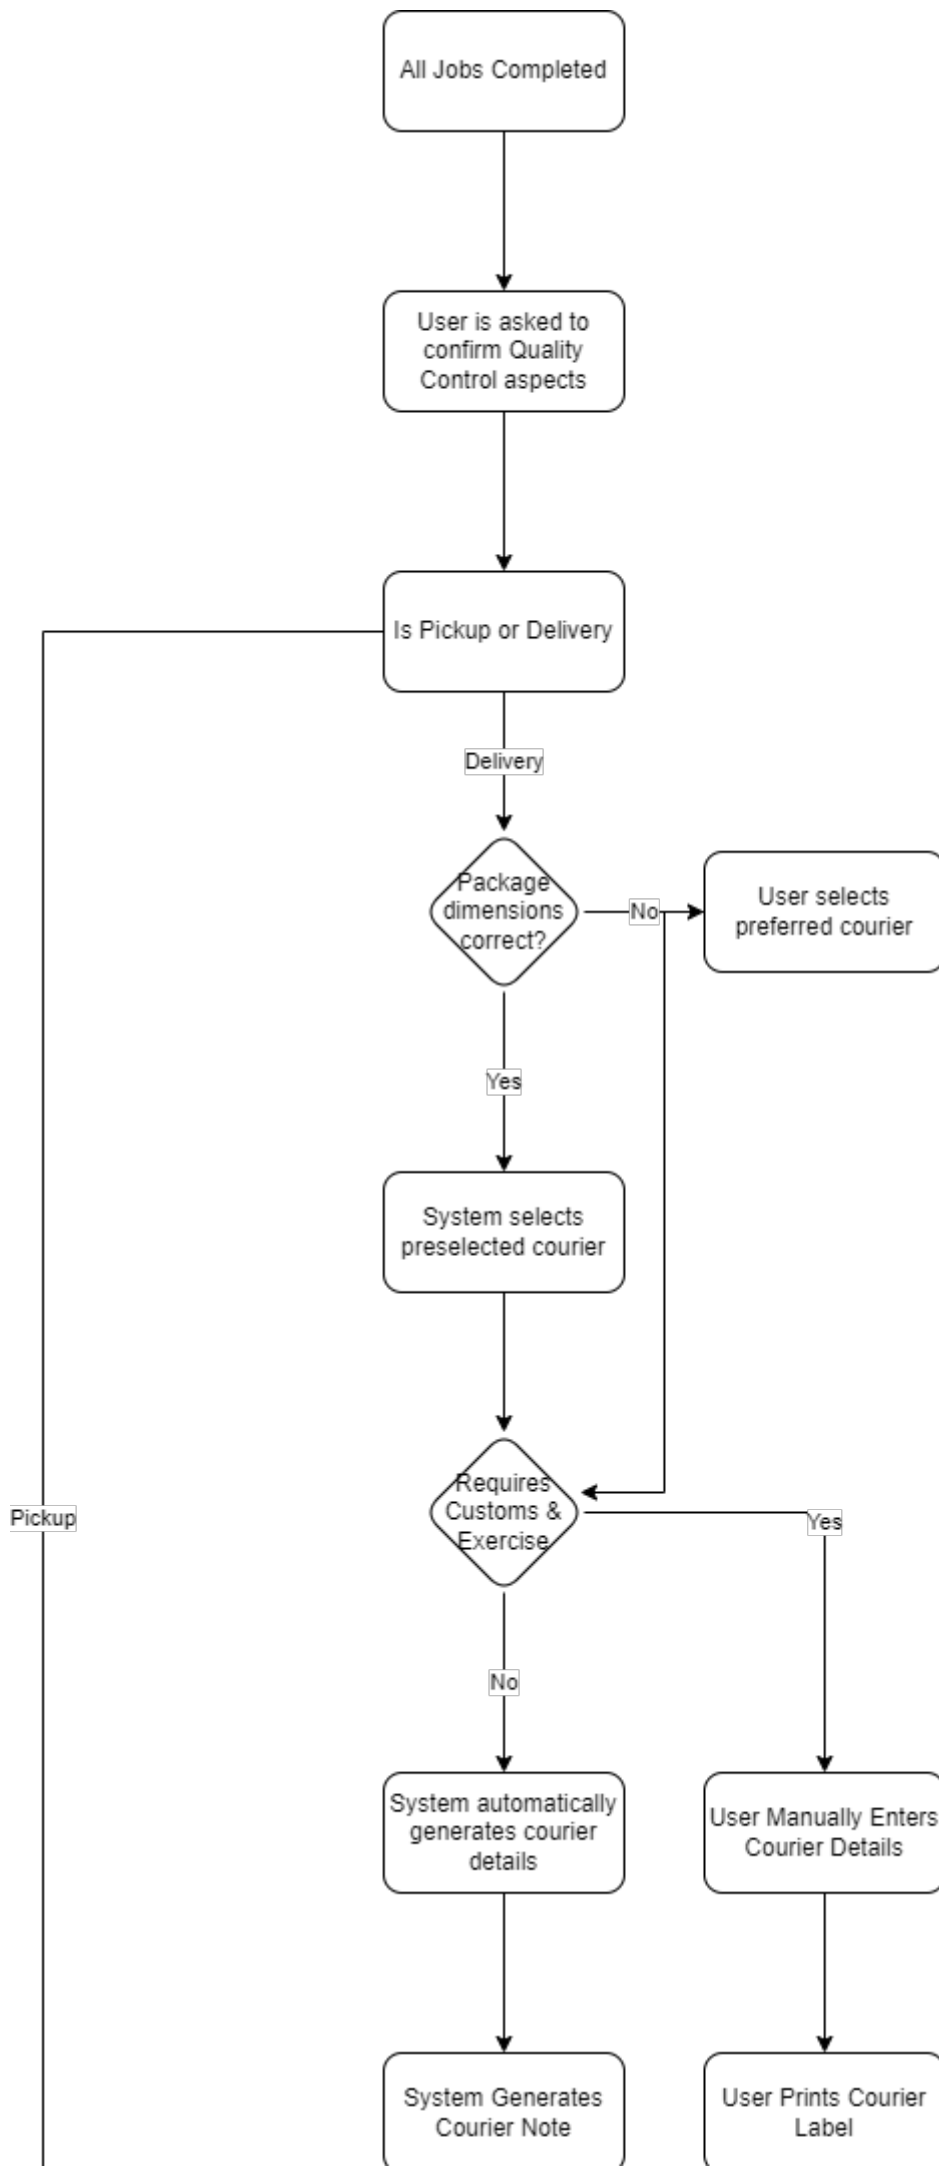 All Jobs Completed
User is asked to
confirm Quality
Control aspects
Is Pickup or Delivery
Delivery
Package
dimensions
correct?
No
User selects
preferred courier
Yes
System selects
preselected courier
Requires
Customs &
Exercise
Pickup
Yes
No
System automatically
generates courier
details
User Manually Enters
Courier Details
System Generates
Courier Note
User Prints Courier
Label